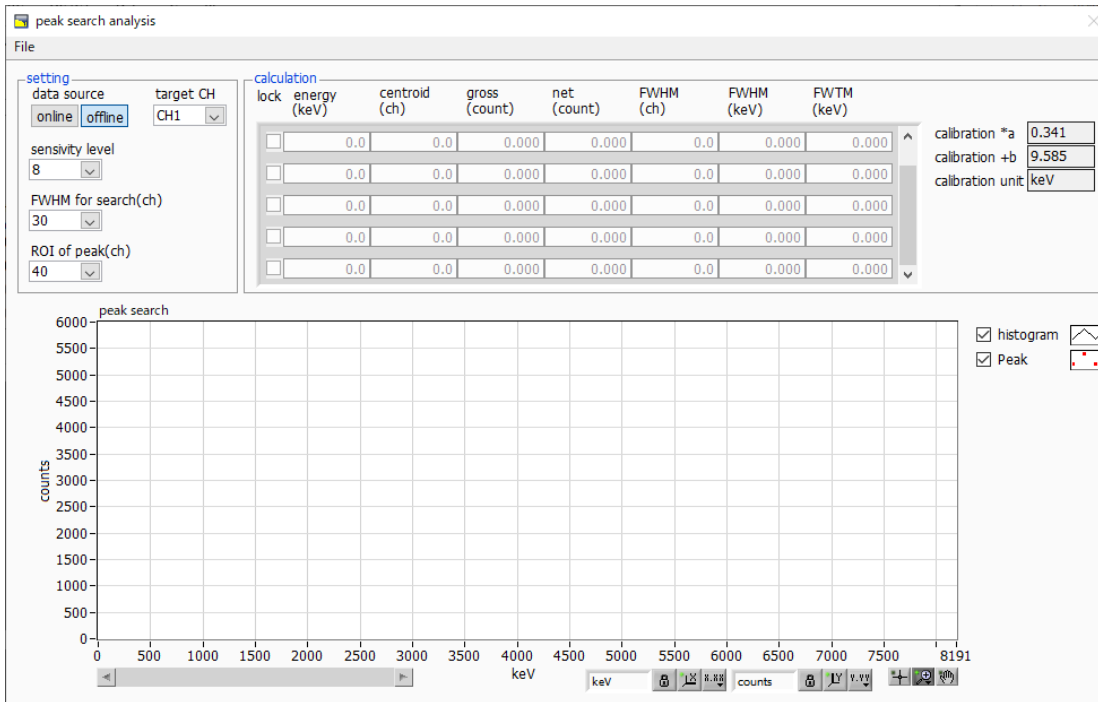 peak search analysis
File
setting
data source
target CH
online
offline
CH1
sensivity level
8
FWHM for search(ch)
30
ROI of peak(ch)
40
calculation
lock energy (keV) centroid (ch) gross (count) net (count) FWHM (ch) FWHM (keV) FWTM (keV)
0.0 0.0 0.000 0.000 0.0 0.000 0.000
0.0 0.0 0.000 0.000 0.0 0.000 0.000
0.0 0.0 0.000 0.000 0.0 0.000 0.000
0.0 0.0 0.000 0.000 0.0 0.000 0.000
0.0 0.0 0.000 0.000 0.0 0.000 0.000
calibration *a 0.341
calibration +b 9.585
calibration unit keV
peak search
6000
5500
5000
4500
4000
3500
3000
2500
2000
1500
1000
500
0
counts
0 500 1000 1500 2000 2500 3000 3500 4000 4500 5000 5500 6000 6500 7000 7500 8191
keV
histogram
Peak
keV X X.XX counts Y Y.YY